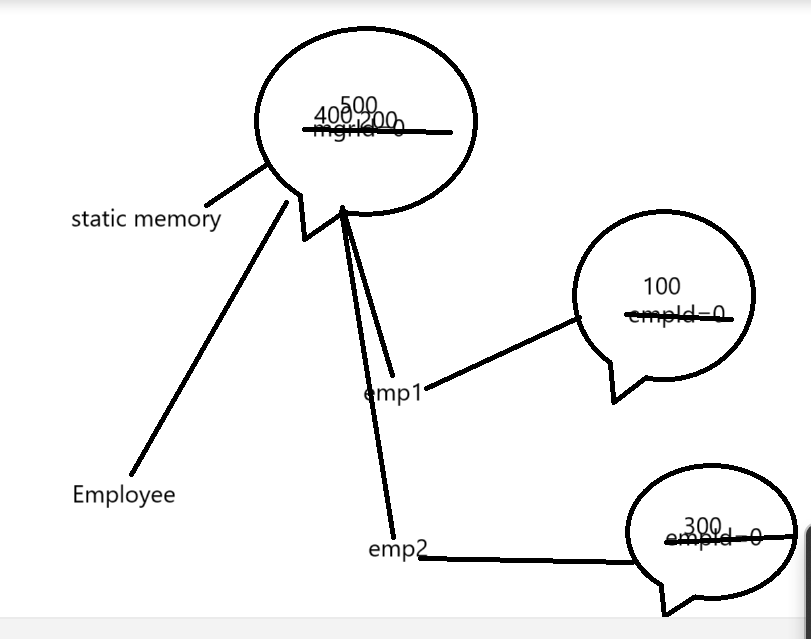 500
400 200
mgrId=0
static memory
100
empId=0
emp1
Employee
300
empId=0
emp2